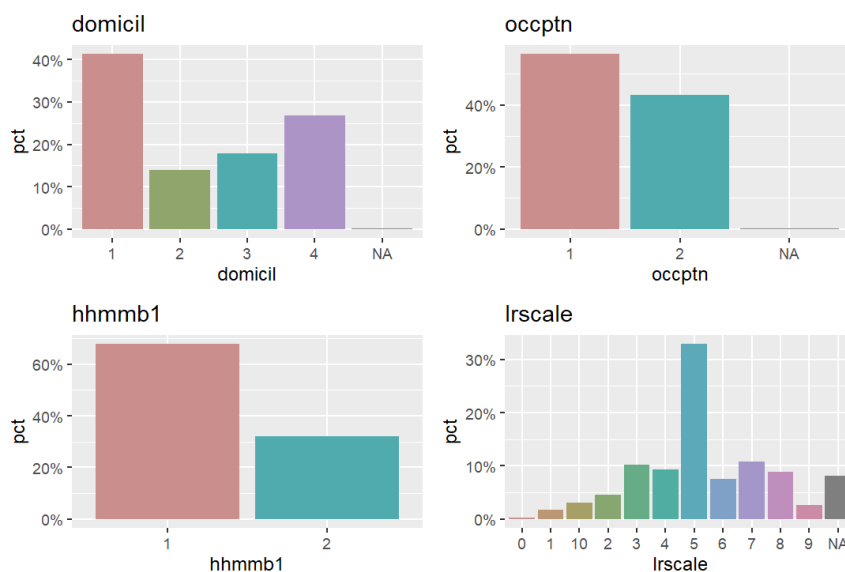 domicil
pct
40%
30%
20%
10%
0%
1 2 3 4 NA
domicil
occptn
pct
40%
20%
0%
1 2 NA
occptn
hhmmb1
pct
60%
40%
20%
0%
1 2
hhmmb1
lrscale
pct
30%
20%
10%
0%
0 1 10 2 3 4 5 6 7 8 9 NA
lrscale